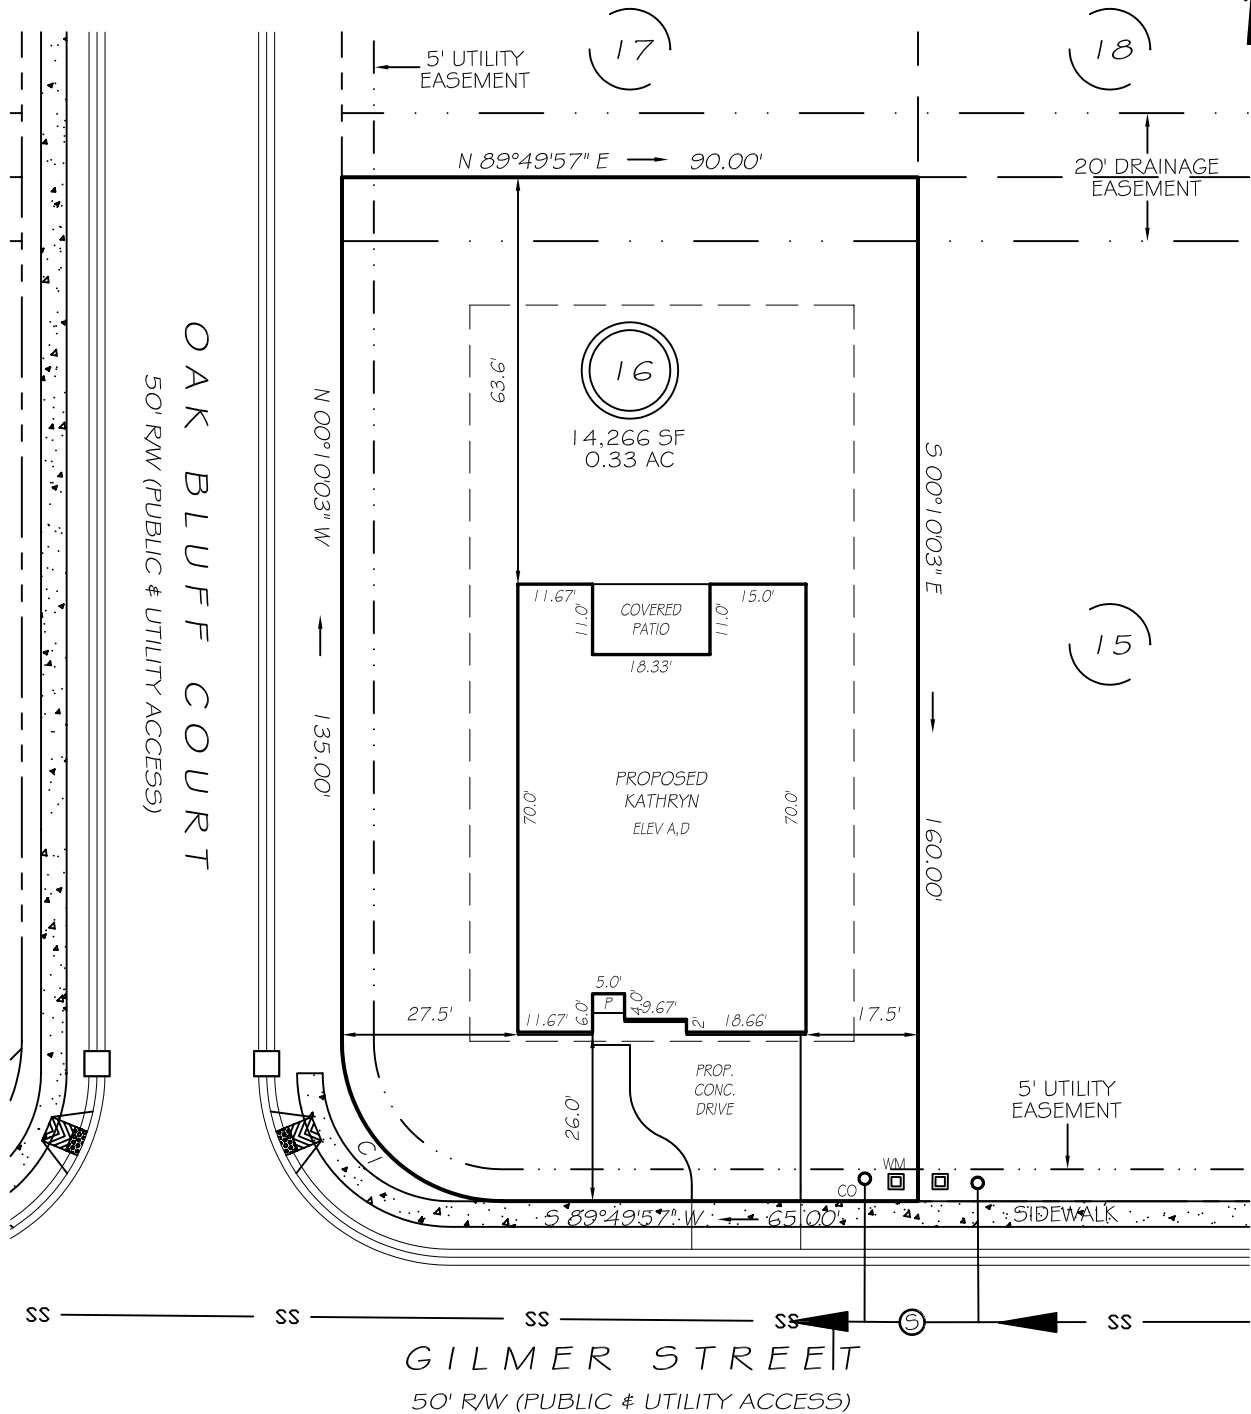 17
18
5' UTILITY
EASEMENT
N 89°49'57" E 90.00'
20' DRAINAGE
EASEMENT
OAK BLUFF COURT
50' R/W (PUBLIC & UTILITY ACCESS)
N 00°10'03" W 135.00'
63.6'
16
14,266 SF
0.33 AC
S 00°10'03" E 160.00'
15
11.67'
11.0'
COVERED
PATIO
11.0'
15.0'
18.33'
PROPOSED
KATHRYN
ELEV A,D
70.0'
70.0'
5.0'
P
6.0'
4.0'
9.67'
2'
11.67'
18.66'
27.5'
17.5'
26.0'
PROP.
CONC.
DRIVE
5' UTILITY
EASEMENT
C1
WM
CO
S 89°49'57" W 65.00'
SIDEWALK
SS SS SS SS S SS
GILMER STREET
50' R/W (PUBLIC & UTILITY ACCESS)